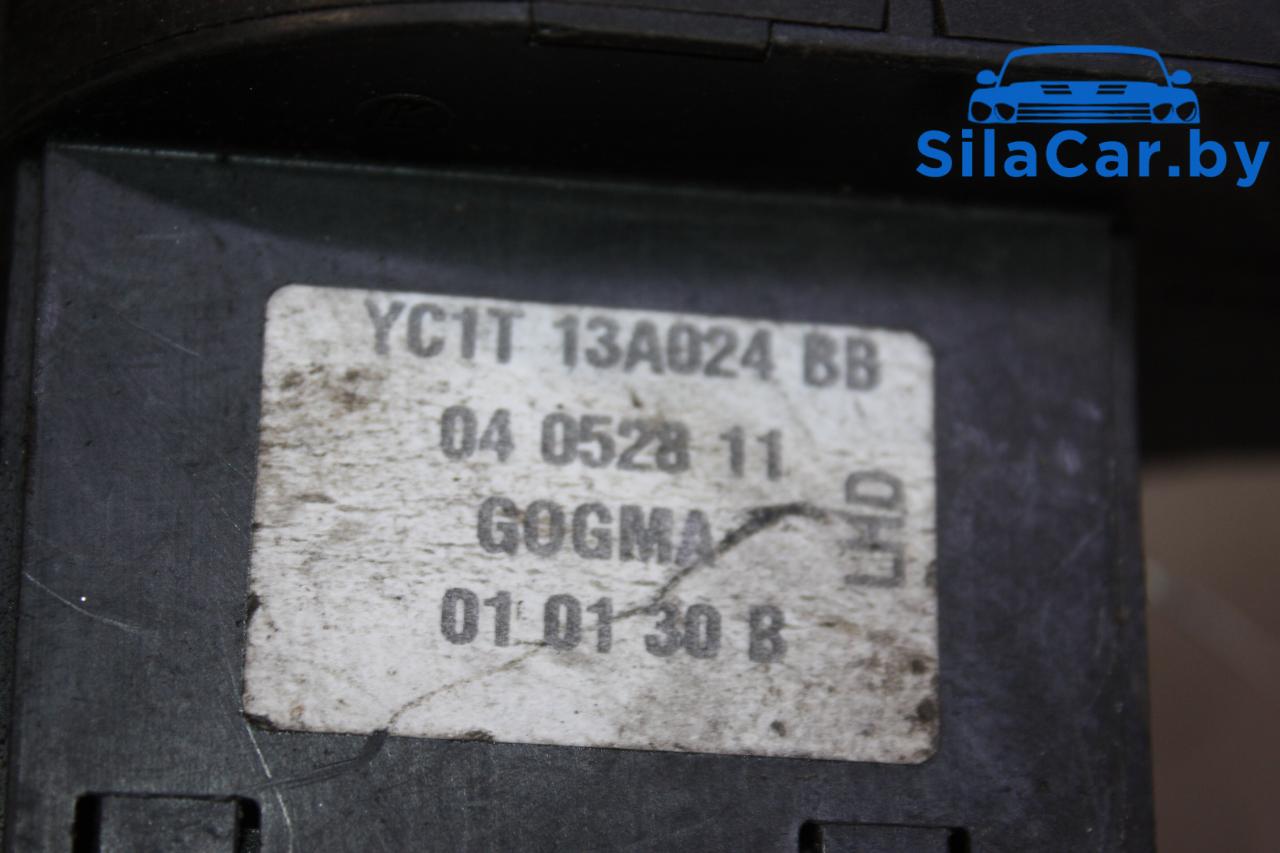 SilaCar.by
YC1T 13A024 BB
04 0528 11
GOGMA
01 01 30 B
LHD